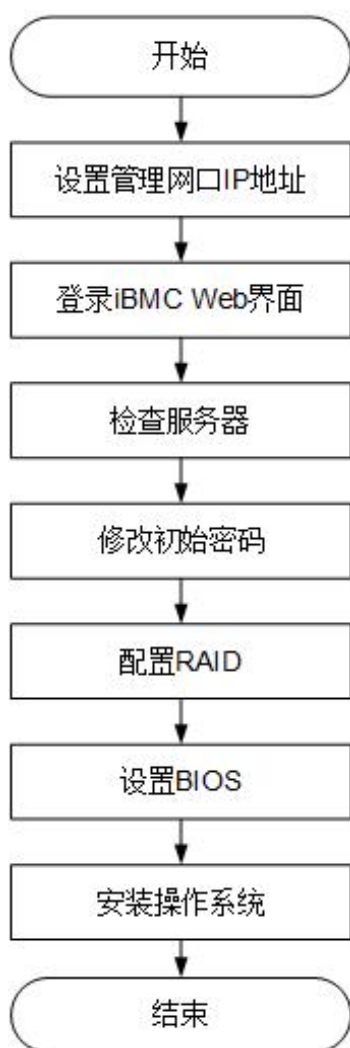 开始
设置管理网口IP地址
登录iBMC Web界面
检查服务器
修改初始密码
配置RAID
设置BIOS
安装操作系统
结束